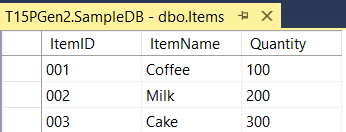 T15PGen2.SampleDB - dbo.Items
ItemID ItemName Quantity
001 Coffee 100
002 Milk 200
003 Cake 300